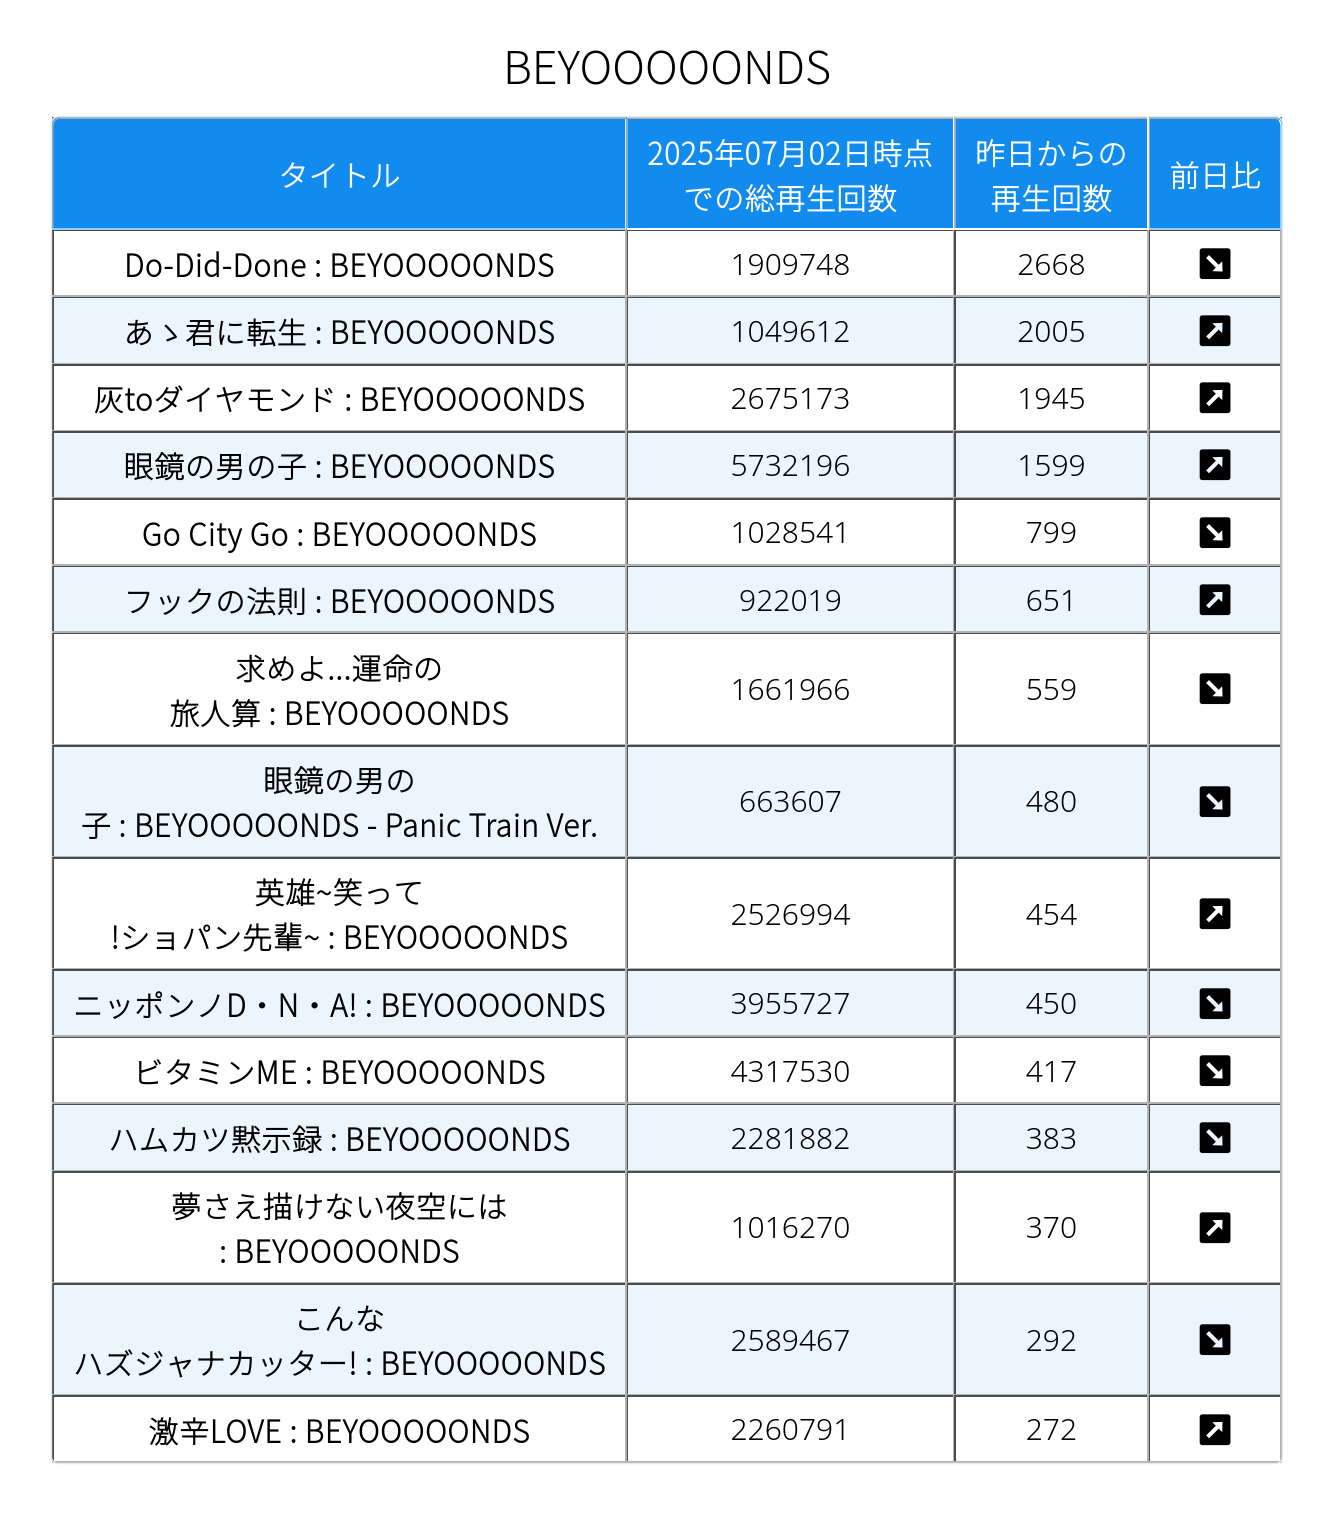 BEYOOOOONDS
タイトル
2025年07月02日時点
での総再生回数
昨日からの
再生回数
前日比
Do-Did-Done : BEYOOOOONDS
1909748
2668
あゝ君に転生 : BEYOOOOONDS
1049612
2005
灰toダイヤモンド : BEYOOOOONDS
2675173
1945
眼鏡の男の子 : BEYOOOOONDS
5732196
1599
Go City Go : BEYOOOOONDS
1028541
799
フックの法則 : BEYOOOOONDS
922019
651
求めよ...運命の
旅人算 : BEYOOOOONDS
1661966
559
眼鏡の男の
子 : BEYOOOOONDS - Panic Train Ver.
663607
480
英雄~笑って
!ショパン先輩~ : BEYOOOOONDS
2526994
454
ニッポンノD・N・A! : BEYOOOOONDS
3955727
450
ビタミンME : BEYOOOOONDS
4317530
417
ハムカツ黙示録 : BEYOOOOONDS
2281882
383
夢さえ描けない夜空には
: BEYOOOOONDS
1016270
370
こんな
ハズジャナカッター! : BEYOOOOONDS
2589467
292
激辛LOVE : BEYOOOOONDS
2260791
272